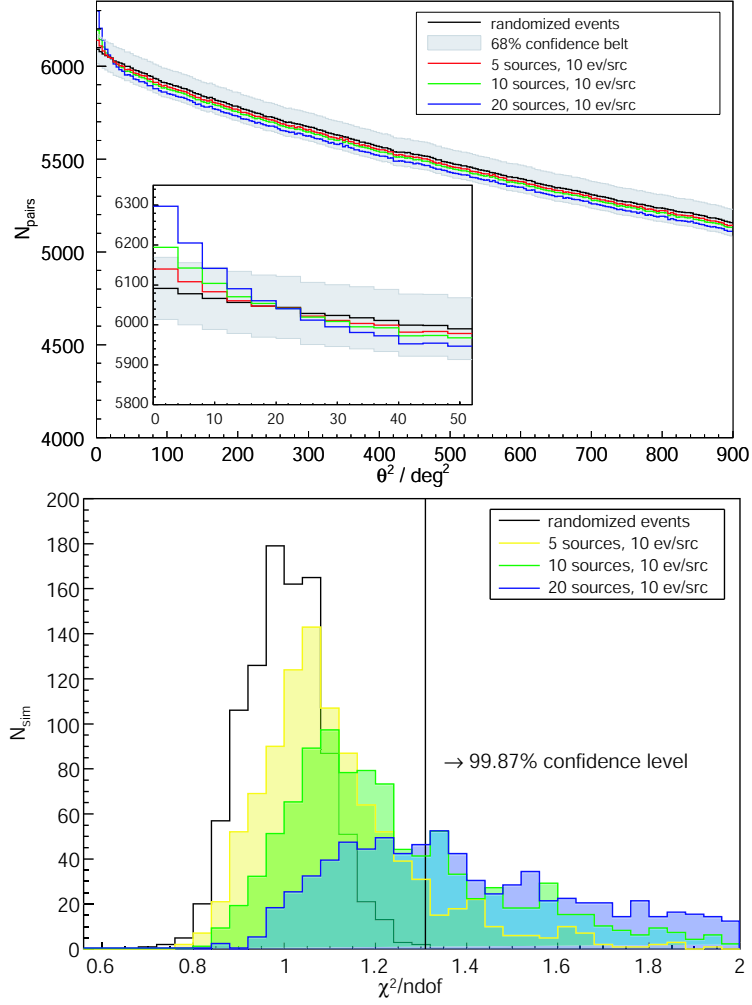 randomized events
68% confidence belt
5 sources, 10 ev/src
10 sources, 10 ev/src
20 sources, 10 ev/src
6000
5500
5000
4500
4000
N_pairs
6300
6200
6100
6000
5900
5800
0 10 20 30 40 50
0 100 200 300 400 500 600 700 800 900
θ² / deg²
200
180
160
140
120
100
80
60
40
20
0
N_sim
randomized events
5 sources, 10 ev/src
10 sources, 10 ev/src
20 sources, 10 ev/src
→ 99.87% confidence level
0.6 0.8 1 1.2 1.4 1.6 1.8 2
χ²/ndof